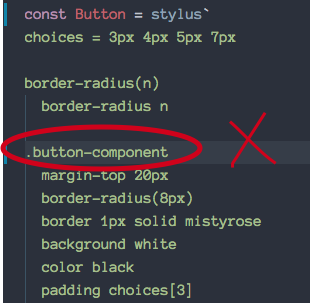 const Button = stylus`
choices = 3px 4px 5px 7px
border-radius(n)
border-radius n
.button-component
margin-top 20px
border-radius(8px)
border 1px solid mistyrose
background white
color black
padding choices[3]